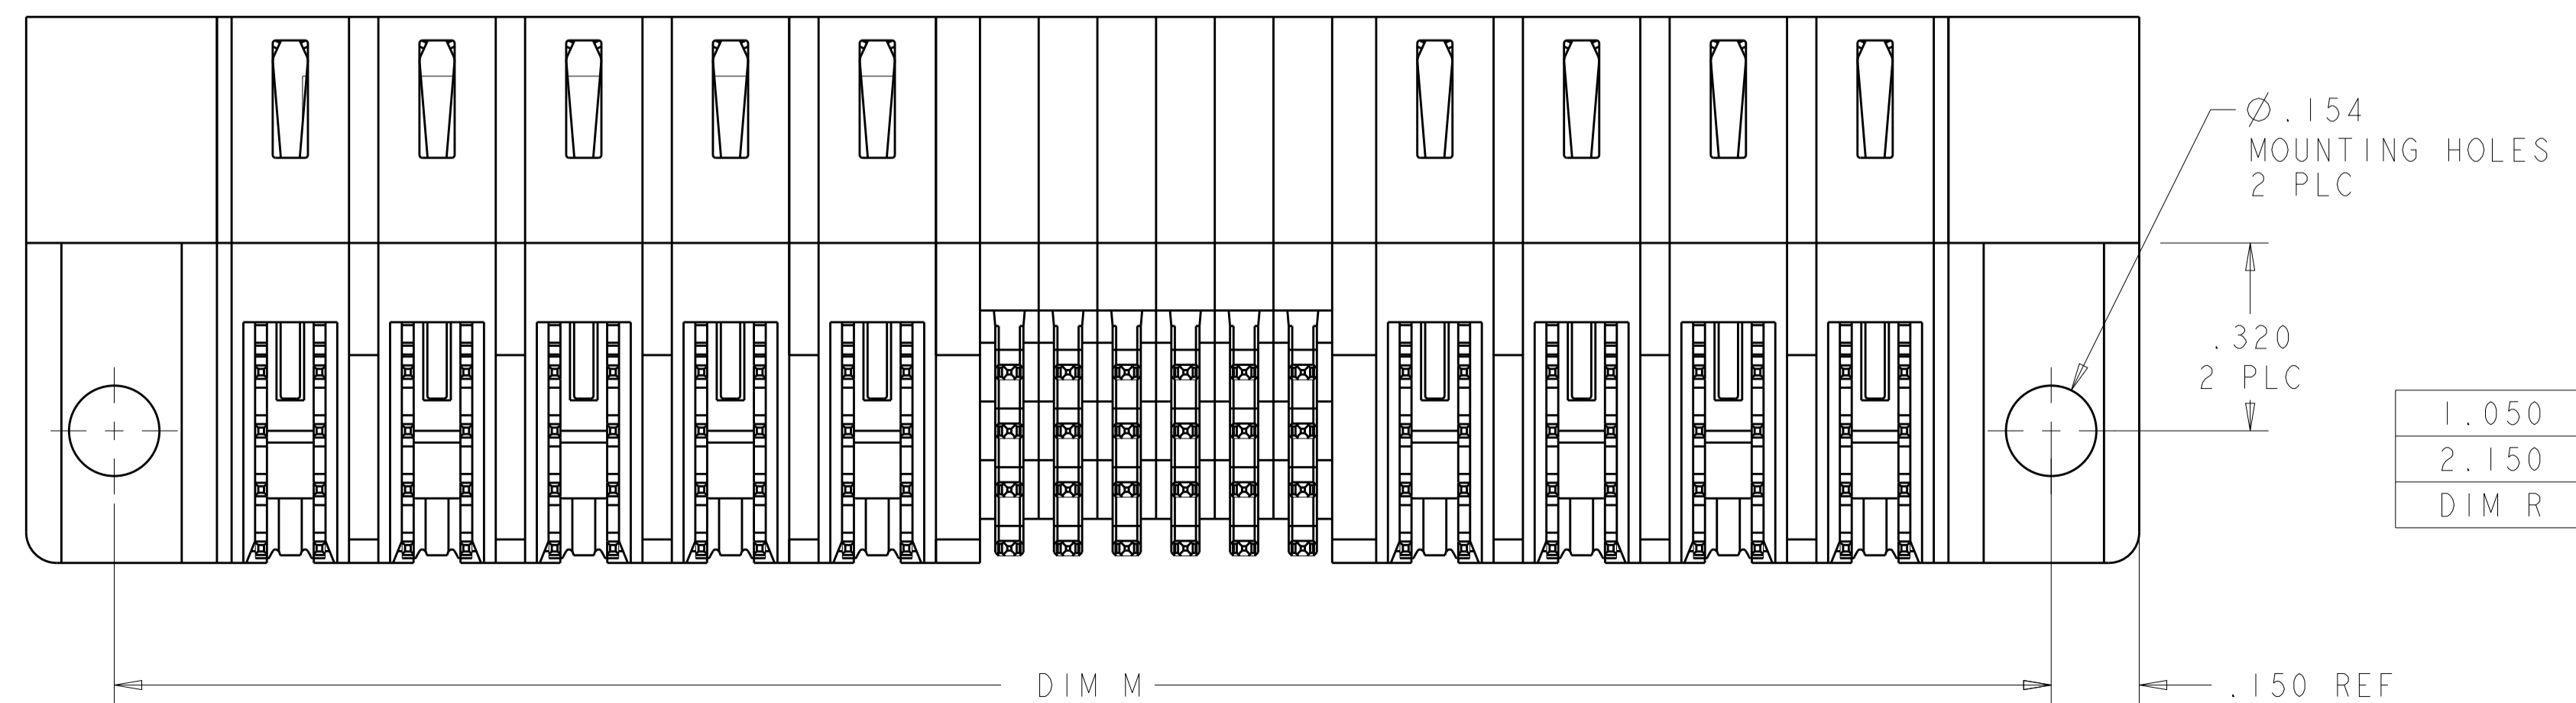 Ø.154
MOUNTING HOLES
2 PLC
.320
2 PLC
1.050
2.150
DIM R
DIM M
.150 REF